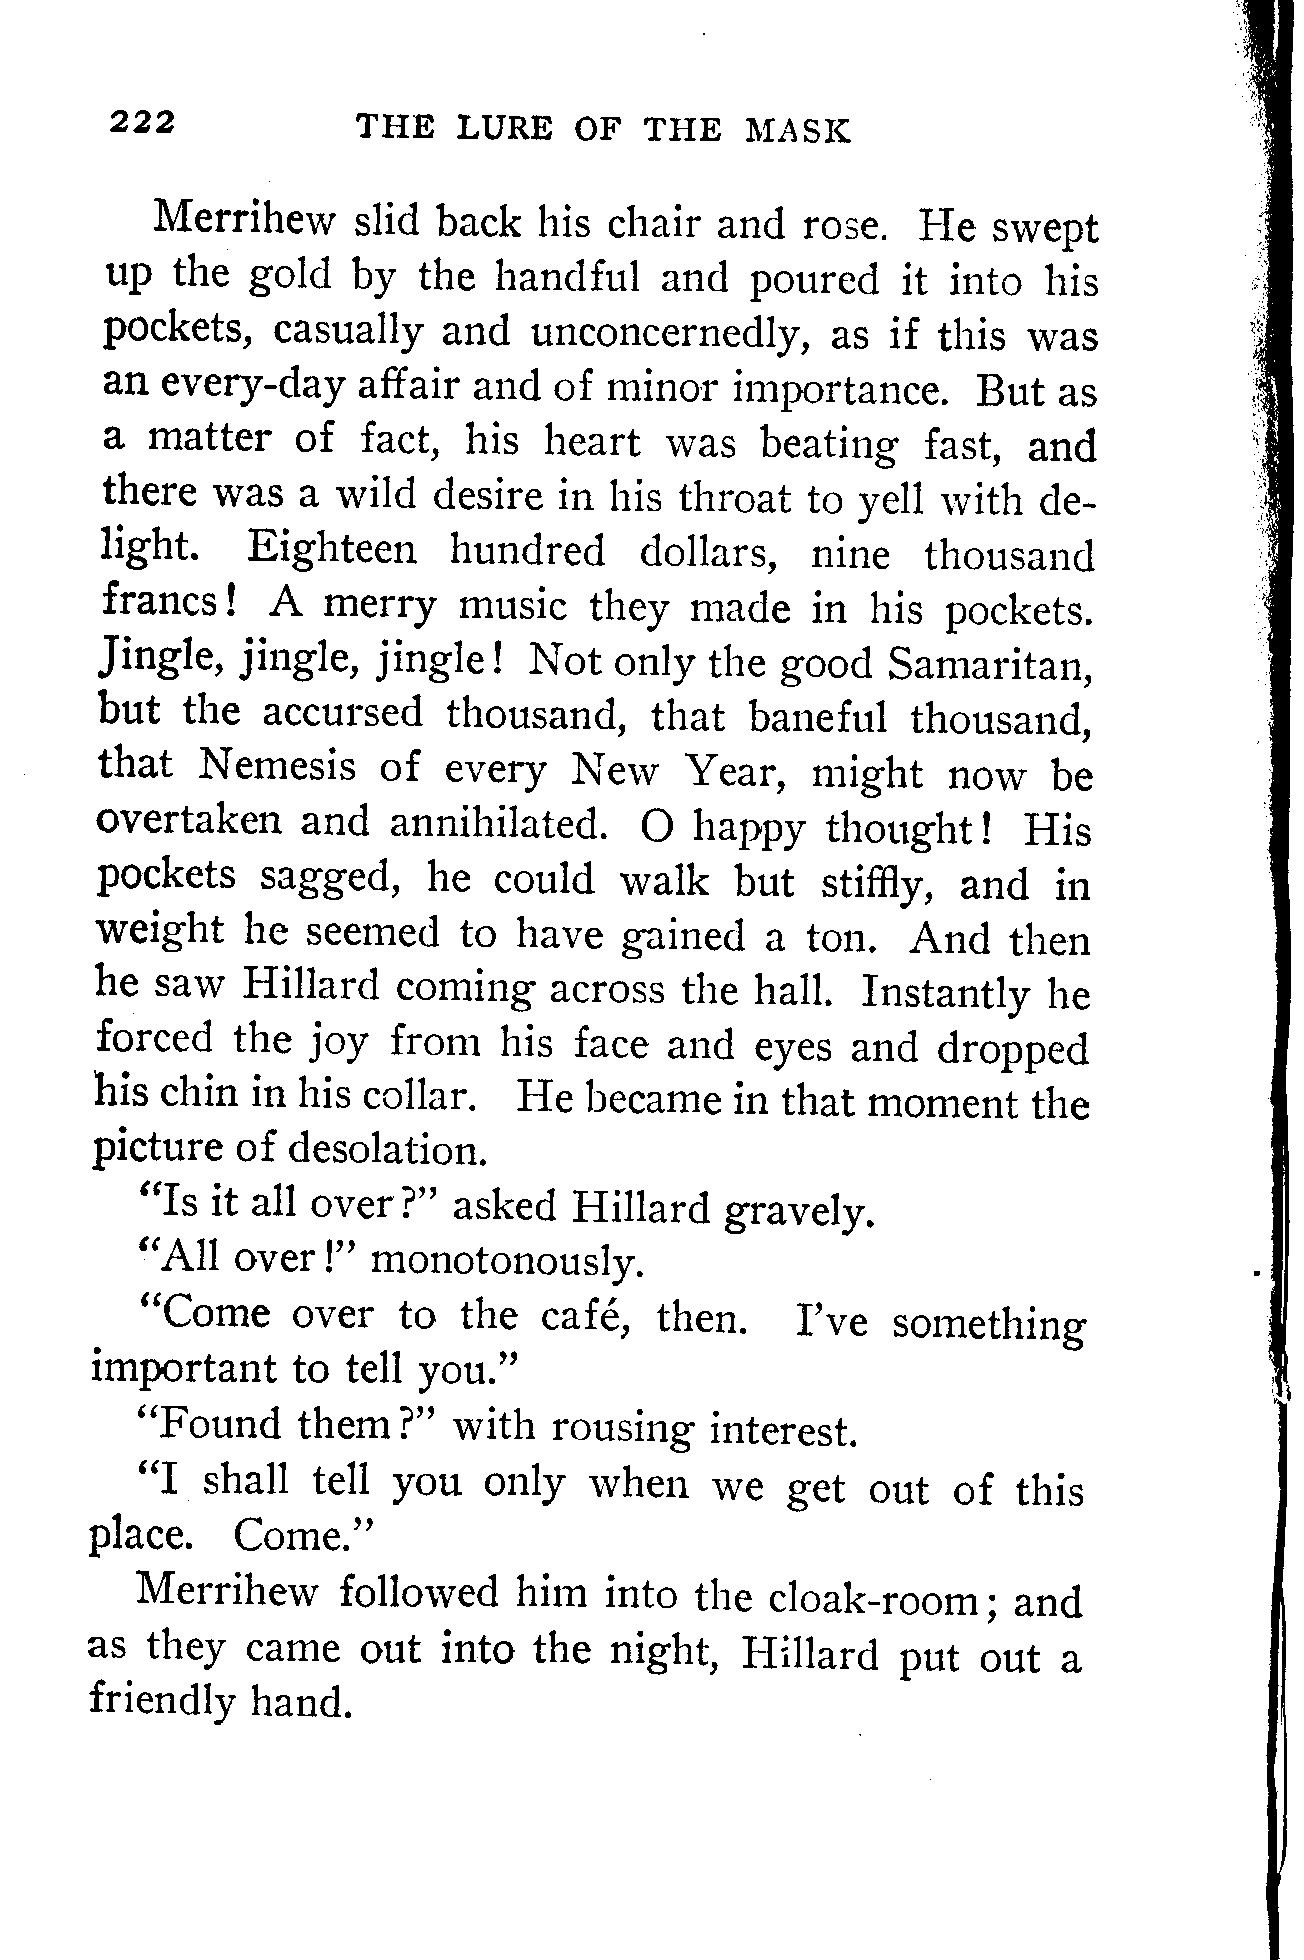 222 THE LURE OF THE MASK
Merrihew slid back his chair and rose. He swept
up the gold by the handful and poured it into his
pockets, casually and unconcernedly, as if this was
an every-day affair and of minor importance. But as
a matter of fact, his heart was beating fast, and
there was a wild desire in his throat to yell with de-
light. Eighteen hundred dollars, nine thousand
francs! A merry music they made in his pockets.
Jingle, jingle, jingle! Not only the good Samaritan,
but the accursed thousand, that baneful thousand,
that Nemesis of every New Year, might now be
overtaken and annihilated. O happy thought! His
pockets sagged, he could walk but stiffly, and in
weight he seemed to have gained a ton. And then
he saw Hillard coming across the hall. Instantly he
forced the joy from his face and eyes and dropped
his chin in his collar. He became in that moment the
picture of desolation.
“Is it all over?” asked Hillard gravely.
“All over!” monotonously.
“Come over to the café, then. I’ve something
important to tell you.”
“Found them?” with rousing interest.
“I shall tell you only when we get out of this
place. Come.”
Merrihew followed him into the cloak-room; and
as they came out into the night, Hillard put out a
friendly hand.